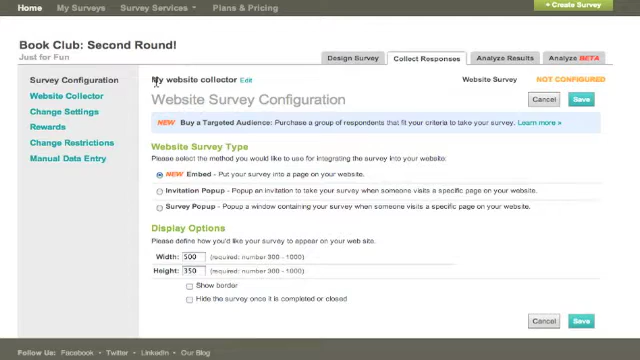 Home My Surveys Survey Services Plans & Pricing + Create Survey
Book Club: Second Round!
Just for Fun
Design Survey Collect Responses Analyze Results Analyze BETA
Survey Configuration
Website Collector
Change Settings
Rewards
Change Restrictions
Manual Data Entry
My website collector Edit Website Survey NOT CONFIGURED
Website Survey Configuration Cancel Save
NEW Buy a Targeted Audience: Purchase a group of respondents that fit your criteria to take your survey. Learn more »
Website Survey Type
Please select the method you would like to use for integrating the survey into your website:
NEW Embed - Put your survey into a page on your website.
Invitation Popup - Popup an invitation to take your survey when someone visits a specific page on your website.
Survey Popup - Popup a window containing your survey when someone visits a specific page on your website.
Display Options
Please define how you'd like your survey to appear on your web site.
Width: 500 (required: number 300 - 1000)
Height: 350 (required: number 300 - 1000)
Show border
Hide the survey once it is completed or closed
Cancel Save
Follow Us: Facebook • Twitter • LinkedIn • Our Blog